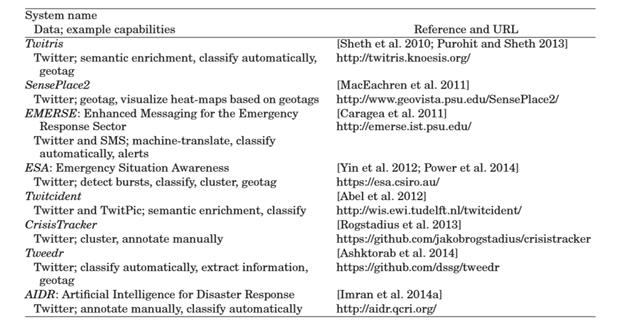 System name
Data; example capabilities Reference and URL
Twitris [Sheth et al. 2010; Purohit and Sheth 2013]
Twitter; semantic enrichment, classify automatically, http://twitris.knoesis.org/
geotag
SensePlace2 [MacEachren et al. 2011]
Twitter; geotag, visualize heat-maps based on geotags http://www.geovista.psu.edu/SensePlace2/
EMERSE: Enhanced Messaging for the Emergency [Caragea et al. 2011]
Response Sector http://emerse.ist.psu.edu/
Twitter and SMS; machine-translate, classify
automatically, alerts
ESA: Emergency Situation Awareness [Yin et al. 2012; Power et al. 2014]
Twitter; detect bursts, classify, cluster, geotag https://esa.csiro.au/
Twitcident [Abel et al. 2012]
Twitter and TwitPic; semantic enrichment, classify http://wis.ewi.tudelft.nl/twitcident/
CrisisTracker [Rogstadius et al. 2013]
Twitter; cluster, annotate manually https://github.com/jakobrogstadius/crisistracker
Tweedr [Ashktorab et al. 2014]
Twitter; classify automatically, extract information, https://github.com/dssg/tweedr
geotag
AIDR: Artificial Intelligence for Disaster Response [Imran et al. 2014a]
Twitter; annotate manually, classify automatically http://aidr.qcri.org/